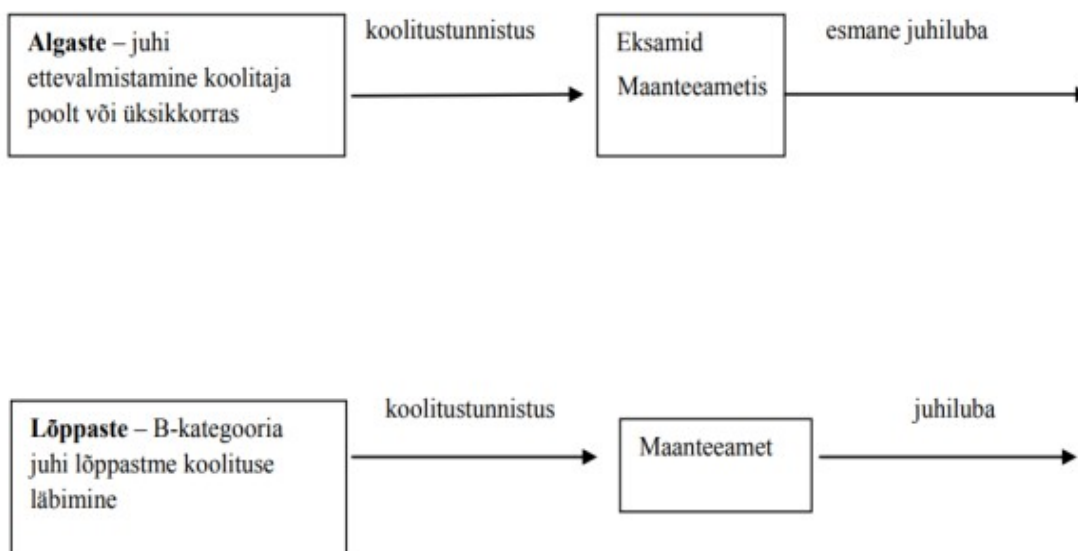 Algaste – juhi
ettevalmistamine koolitaja
poolt või üksikkorras
koolitustunnistus
Eksamid
Maanteeametis
esmane juhiluba
Lõppaste – B-kategooria
juhi lõppastme koolituse
läbimine
koolitustunnistus
Maanteeamet
juhiluba